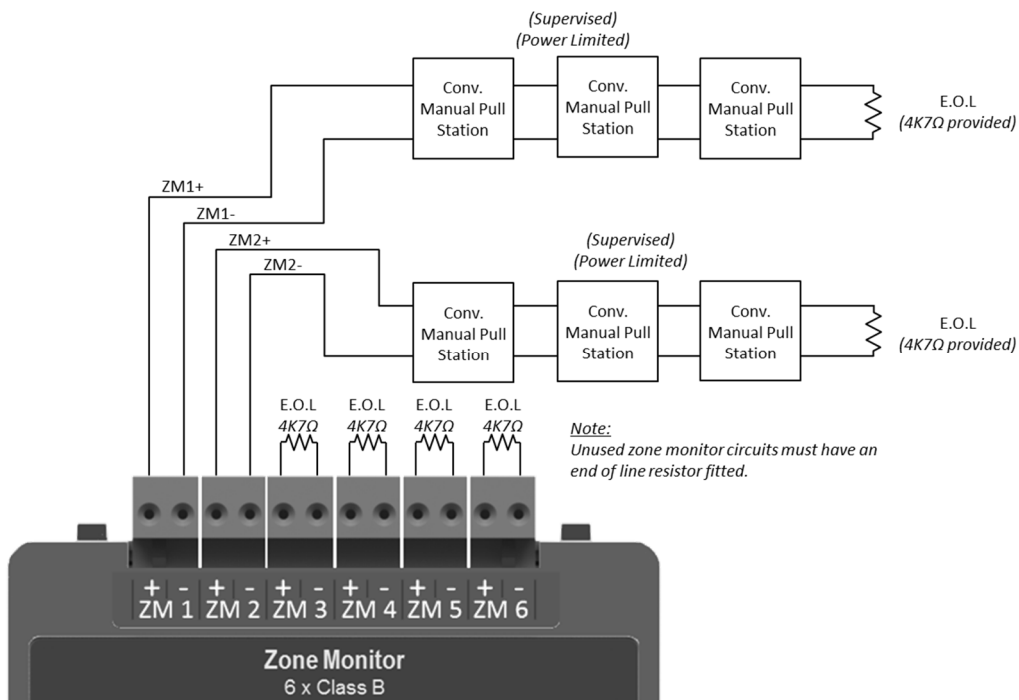 (Supervised)
(Power Limited)
Conv.
Manual Pull
Station
Conv.
Manual Pull
Station
Conv.
Manual Pull
Station
E.O.L
(4K7Ω provided)
ZM1+
ZM1-
ZM2+
ZM2-
(Supervised)
(Power Limited)
Conv.
Manual Pull
Station
Conv.
Manual Pull
Station
Conv.
Manual Pull
Station
E.O.L
(4K7Ω provided)
E.O.L
4K7Ω
E.O.L
4K7Ω
E.O.L
4K7Ω
E.O.L
4K7Ω
Note:
Unused zone monitor circuits must have an
end of line resistor fitted.
+ - + - + - + - + - + -
ZM 1 ZM 2 ZM 3 ZM 4 ZM 5 ZM 6
Zone Monitor
6 x Class B